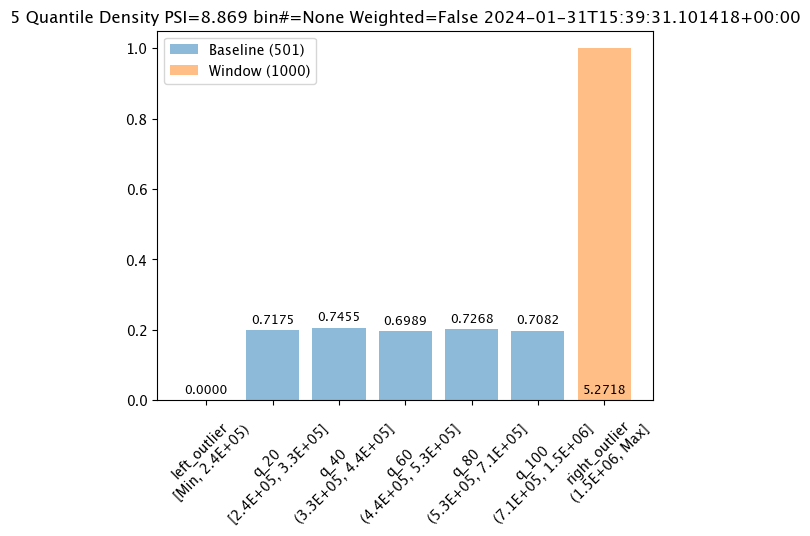 5 Quantile Density PSI=8.869 bin#=None Weighted=False 2024-01-31T15:39:31.101418+00:00
Baseline (501)
Window (1000)
1.0
0.8
0.6
0.4
0.2
0.0
0.0000
0.7175
0.7455
0.6989
0.7268
0.7082
5.2718
left_outlier
[Min, 2.4E+05)
q_20
[2.4E+05, 3.3E+05]
q_40
(3.3E+05, 4.4E+05]
q_60
(4.4E+05, 5.3E+05]
q_80
(5.3E+05, 7.1E+05]
q_100
(7.1E+05, 1.5E+06]
right_outlier
(1.5E+06, Max]